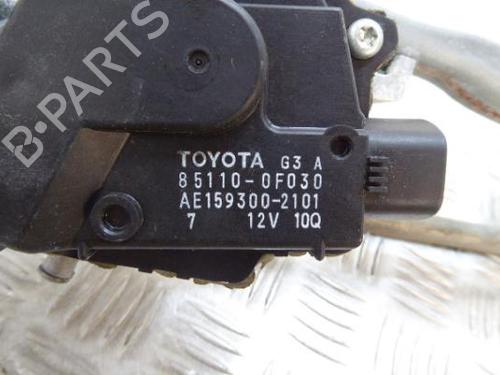 B-PARTS
TOYOTA G3 A
85110-0F030
AE159300-2101
7 12V 10Q